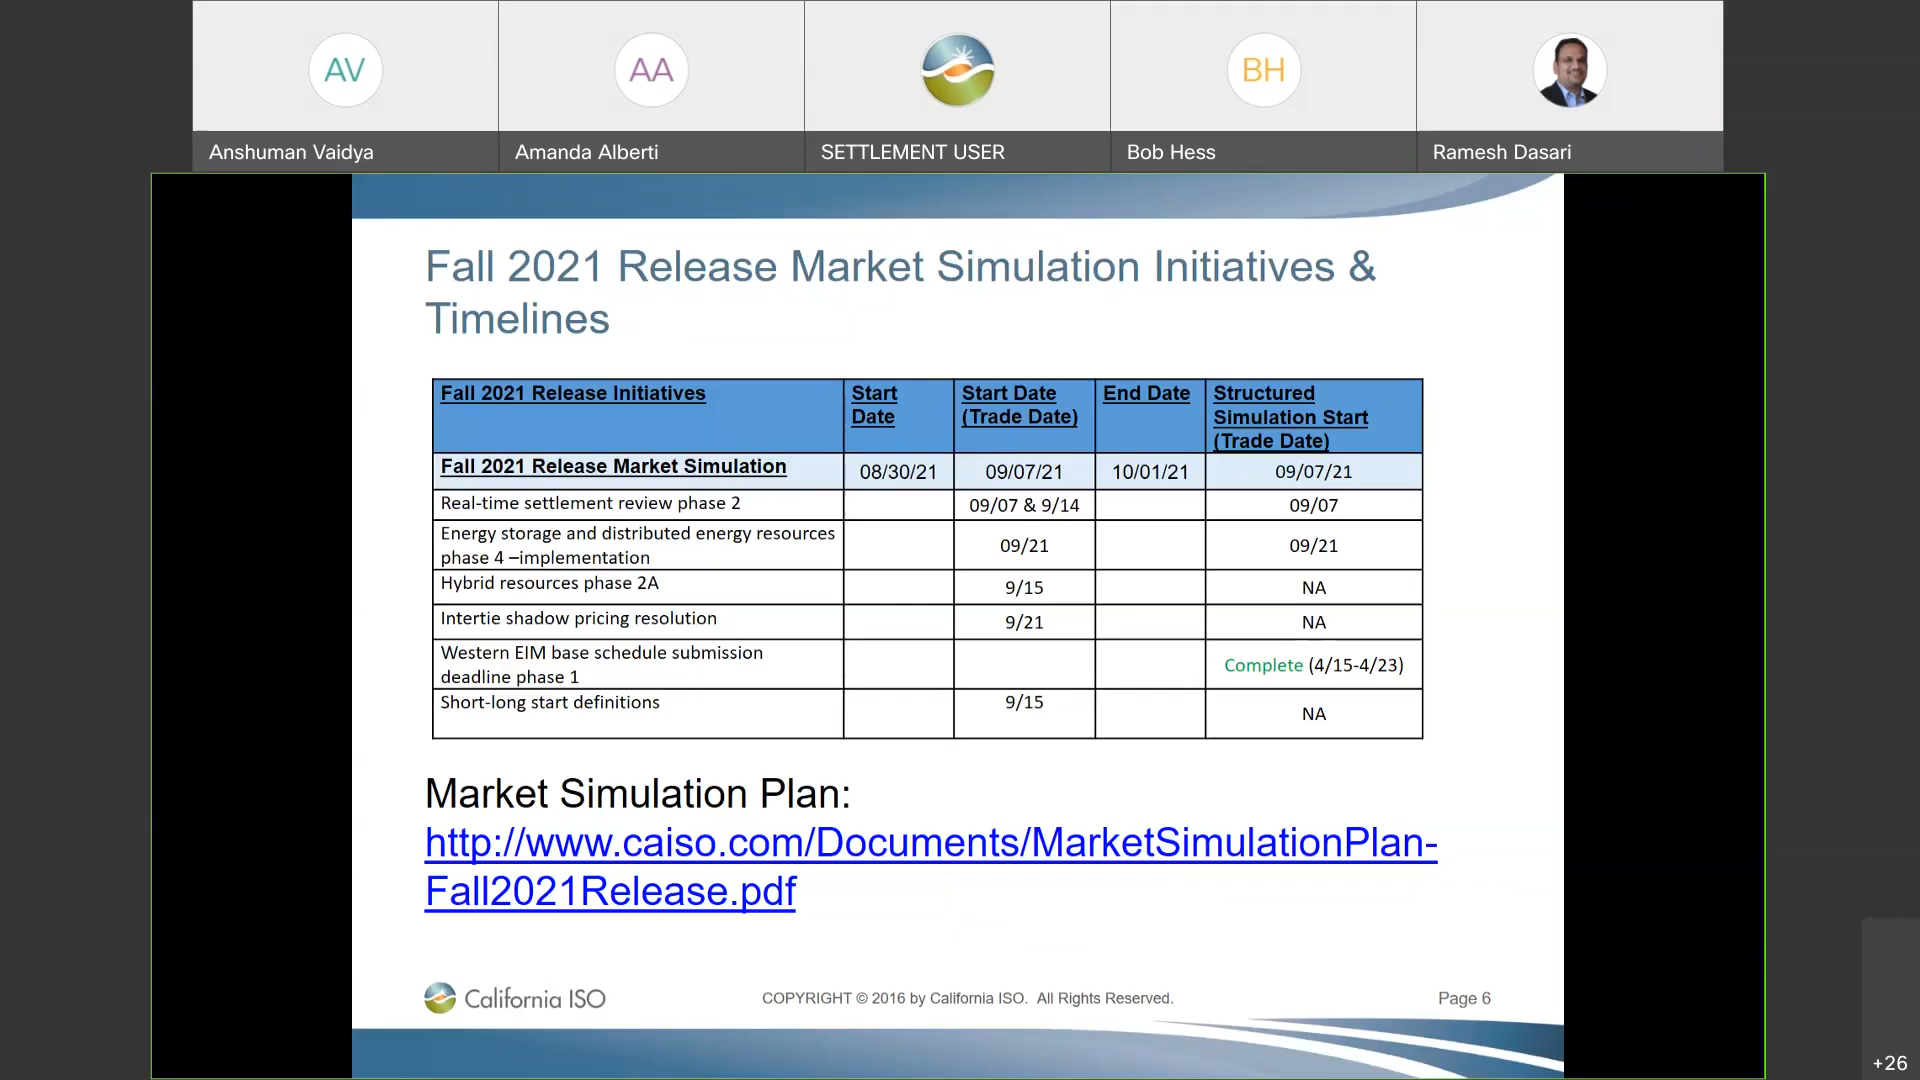 AV
AA
BH
Anshuman Vaidya
Amanda Alberti
SETTLEMENT USER
Bob Hess
Ramesh Dasari
Fall 2021 Release Market Simulation Initiatives &
Timelines
Fall 2021 Release Initiatives
Start
Date
Start Date
(Trade Date)
End Date
Structured
Simulation Start
(Trade Date)
Fall 2021 Release Market Simulation
08/30/21
09/07/21
10/01/21
09/07/21
Real-time settlement review phase 2
09/07 & 9/14
09/07
Energy storage and distributed energy resources
phase 4 –implementation
09/21
09/21
Hybrid resources phase 2A
9/15
NA
Intertie shadow pricing resolution
9/21
NA
Western EIM base schedule submission
deadline phase 1
Complete (4/15-4/23)
Short-long start definitions
9/15
NA
Market Simulation Plan:
http://www.caiso.com/Documents/MarketSimulationPlan-
Fall2021Release.pdf
California ISO
COPYRIGHT © 2016 by California ISO. All Rights Reserved.
Page 6
+26